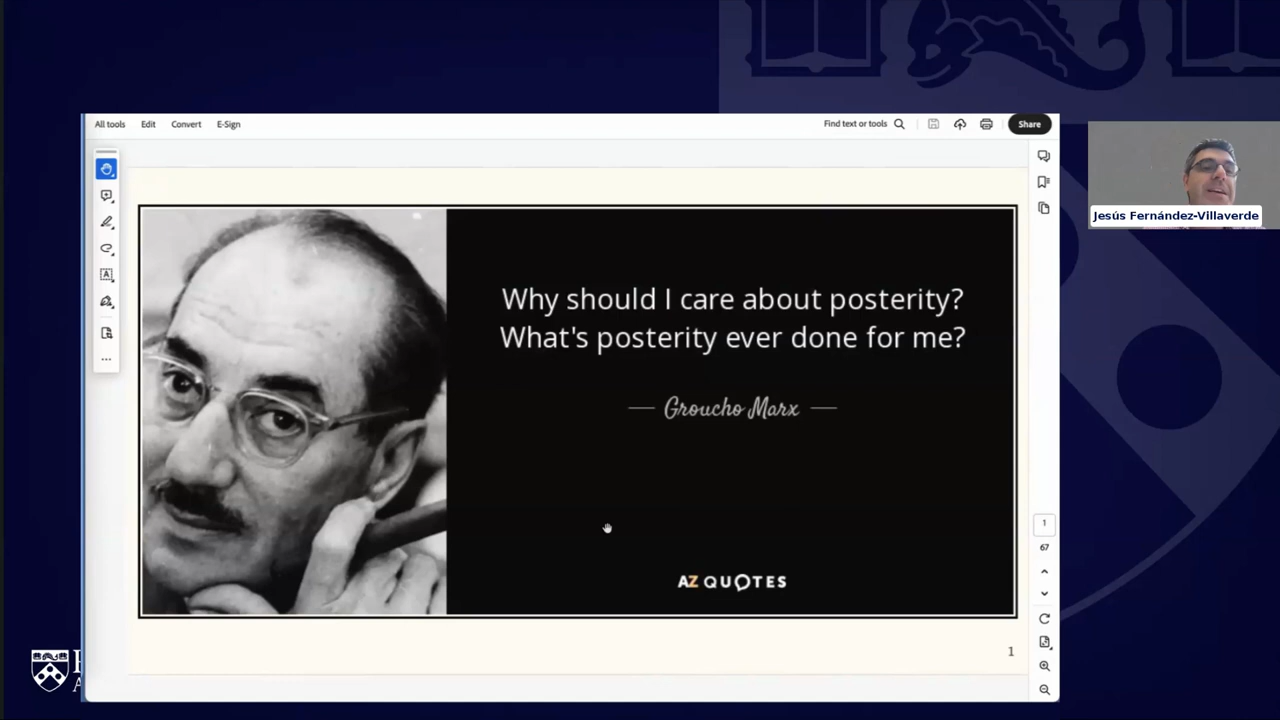 All tools
Edit
Convert
E-Sign
Find text or tools
Share
Why should I care about posterity?
What's posterity ever done for me?
Groucho Marx
AZ QUOTES
1
Jesús Fernández-Villaverde
1
67